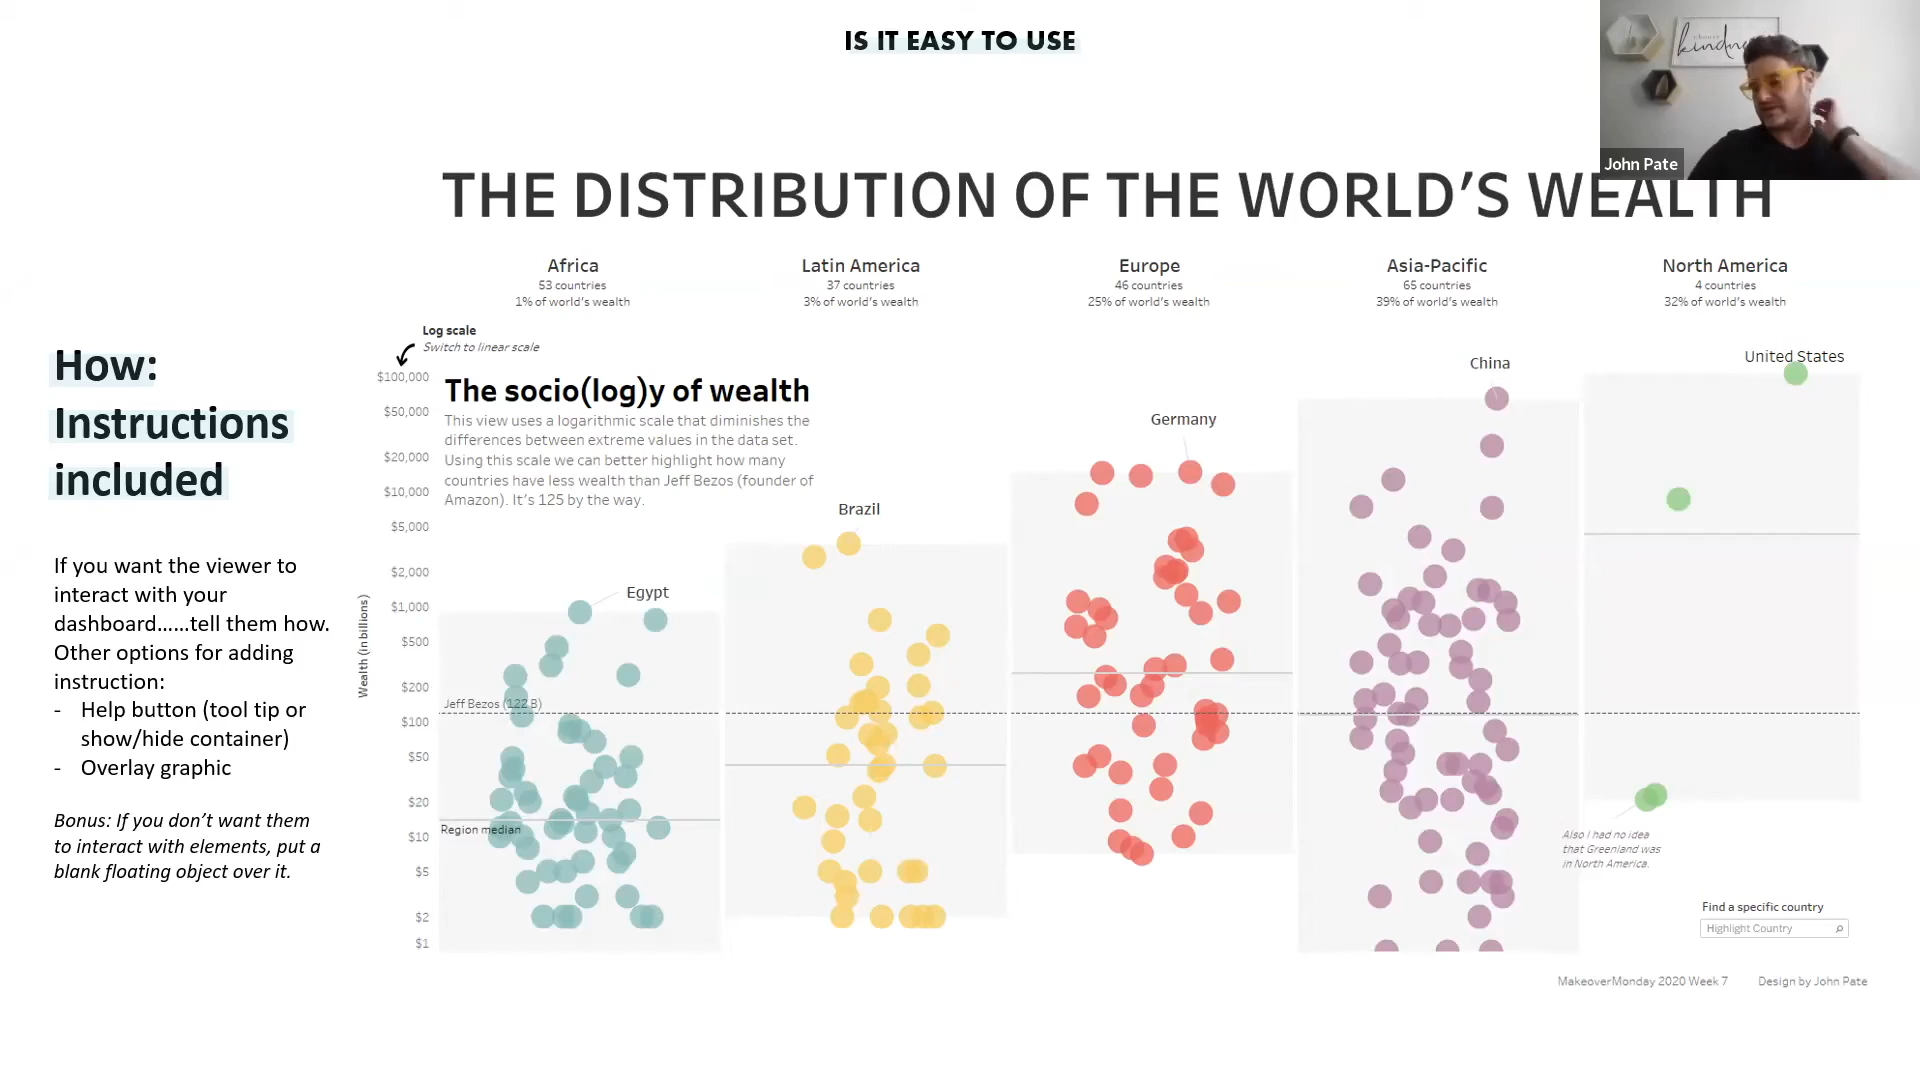 IS IT EASY TO USE
kindne
John Pate
THE DISTRIBUTION OF THE WORLD’S WEALTH
Africa
53 countries
1% of world’s wealth
Latin America
37 countries
3% of world’s wealth
Europe
46 countries
25% of world’s wealth
Asia-Pacific
65 countries
39% of world’s wealth
North America
4 countries
32% of world’s wealth
How:
Instructions
included
If you want the viewer to
interact with your
dashboard……tell them how.
Other options for adding
instruction:
- Help button (tool tip or
show/hide container)
- Overlay graphic
Bonus: If you don’t want them
to interact with elements, put a
blank floating object over it.
Log scale
Switch to linear scale
The socio(log)y of wealth
This view uses a logarithmic scale that diminishes the
differences between extreme values in the data set.
Using this scale we can better highlight how many
countries have less wealth than Jeff Bezos (founder of
Amazon). It’s 125 by the way.
Wealth (in billions)
$100,000
$50,000
$20,000
$10,000
$5,000
$2,000
$1,000
$500
$200
$100
$50
$20
$10
$5
$2
$1
Egypt
Brazil
Germany
China
United States
Jeff Bezos (122 B)
Region median
Also I had no idea
that Greenland was
in North America.
Find a specific country
Highlight Country
MakeoverMonday 2020 Week 7
Design by John Pate